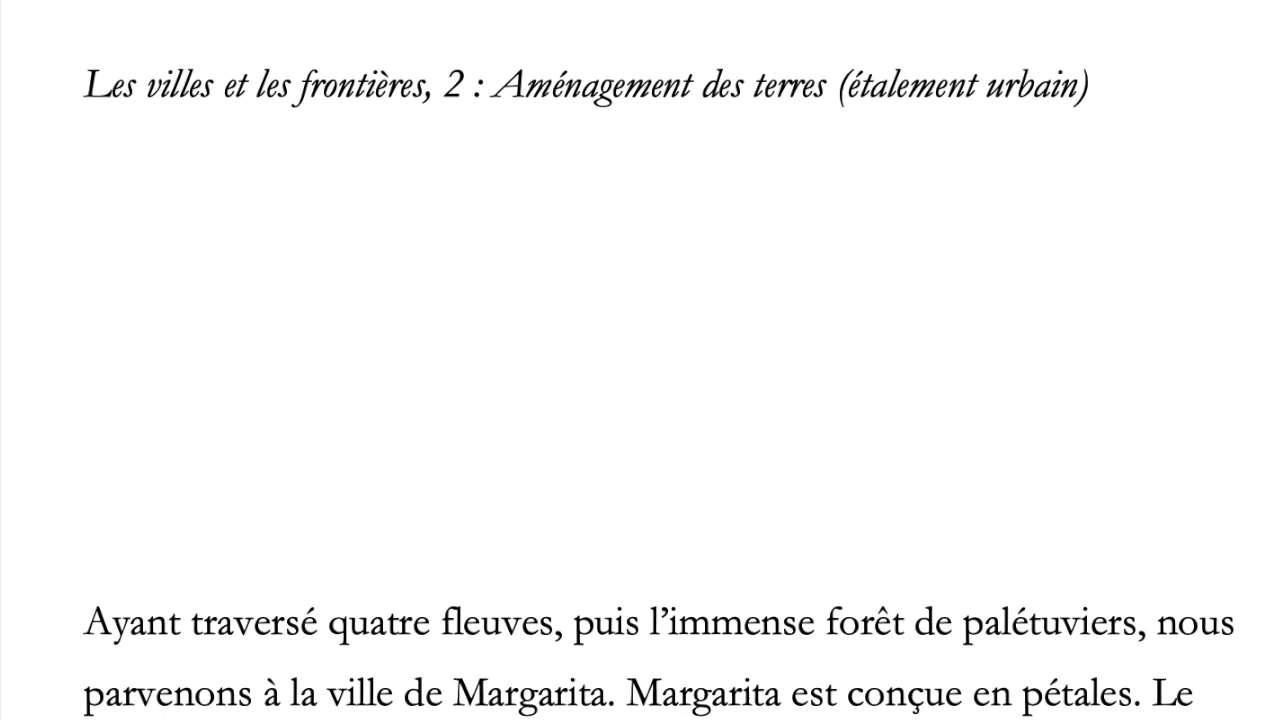 Les villes et les frontières, 2 : Aménagement des terres (étalement urbain)
Ayant traversé quatre fleuves, puis l’immense forêt de palétuviers, nous
parvenons à la ville de Margarita. Margarita est conçue en pétales. Le